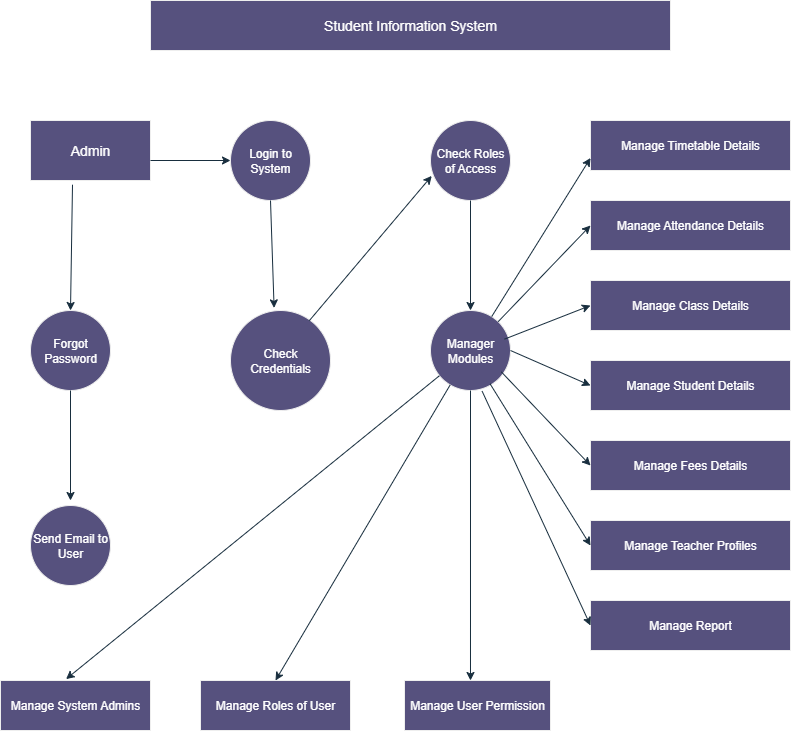 Student Information System
Admin
Login to
System
Check Roles
of Access
Manage Timetable Details
Manage Attendance Details
Manage Class Details
Forgot
Password
Check
Credentials
Manager
Modules
Manage Student Details
Manage Fees Details
Send Email to
User
Manage Teacher Profiles
Manage Report
Manage System Admins
Manage Roles of User
Manage User Permission